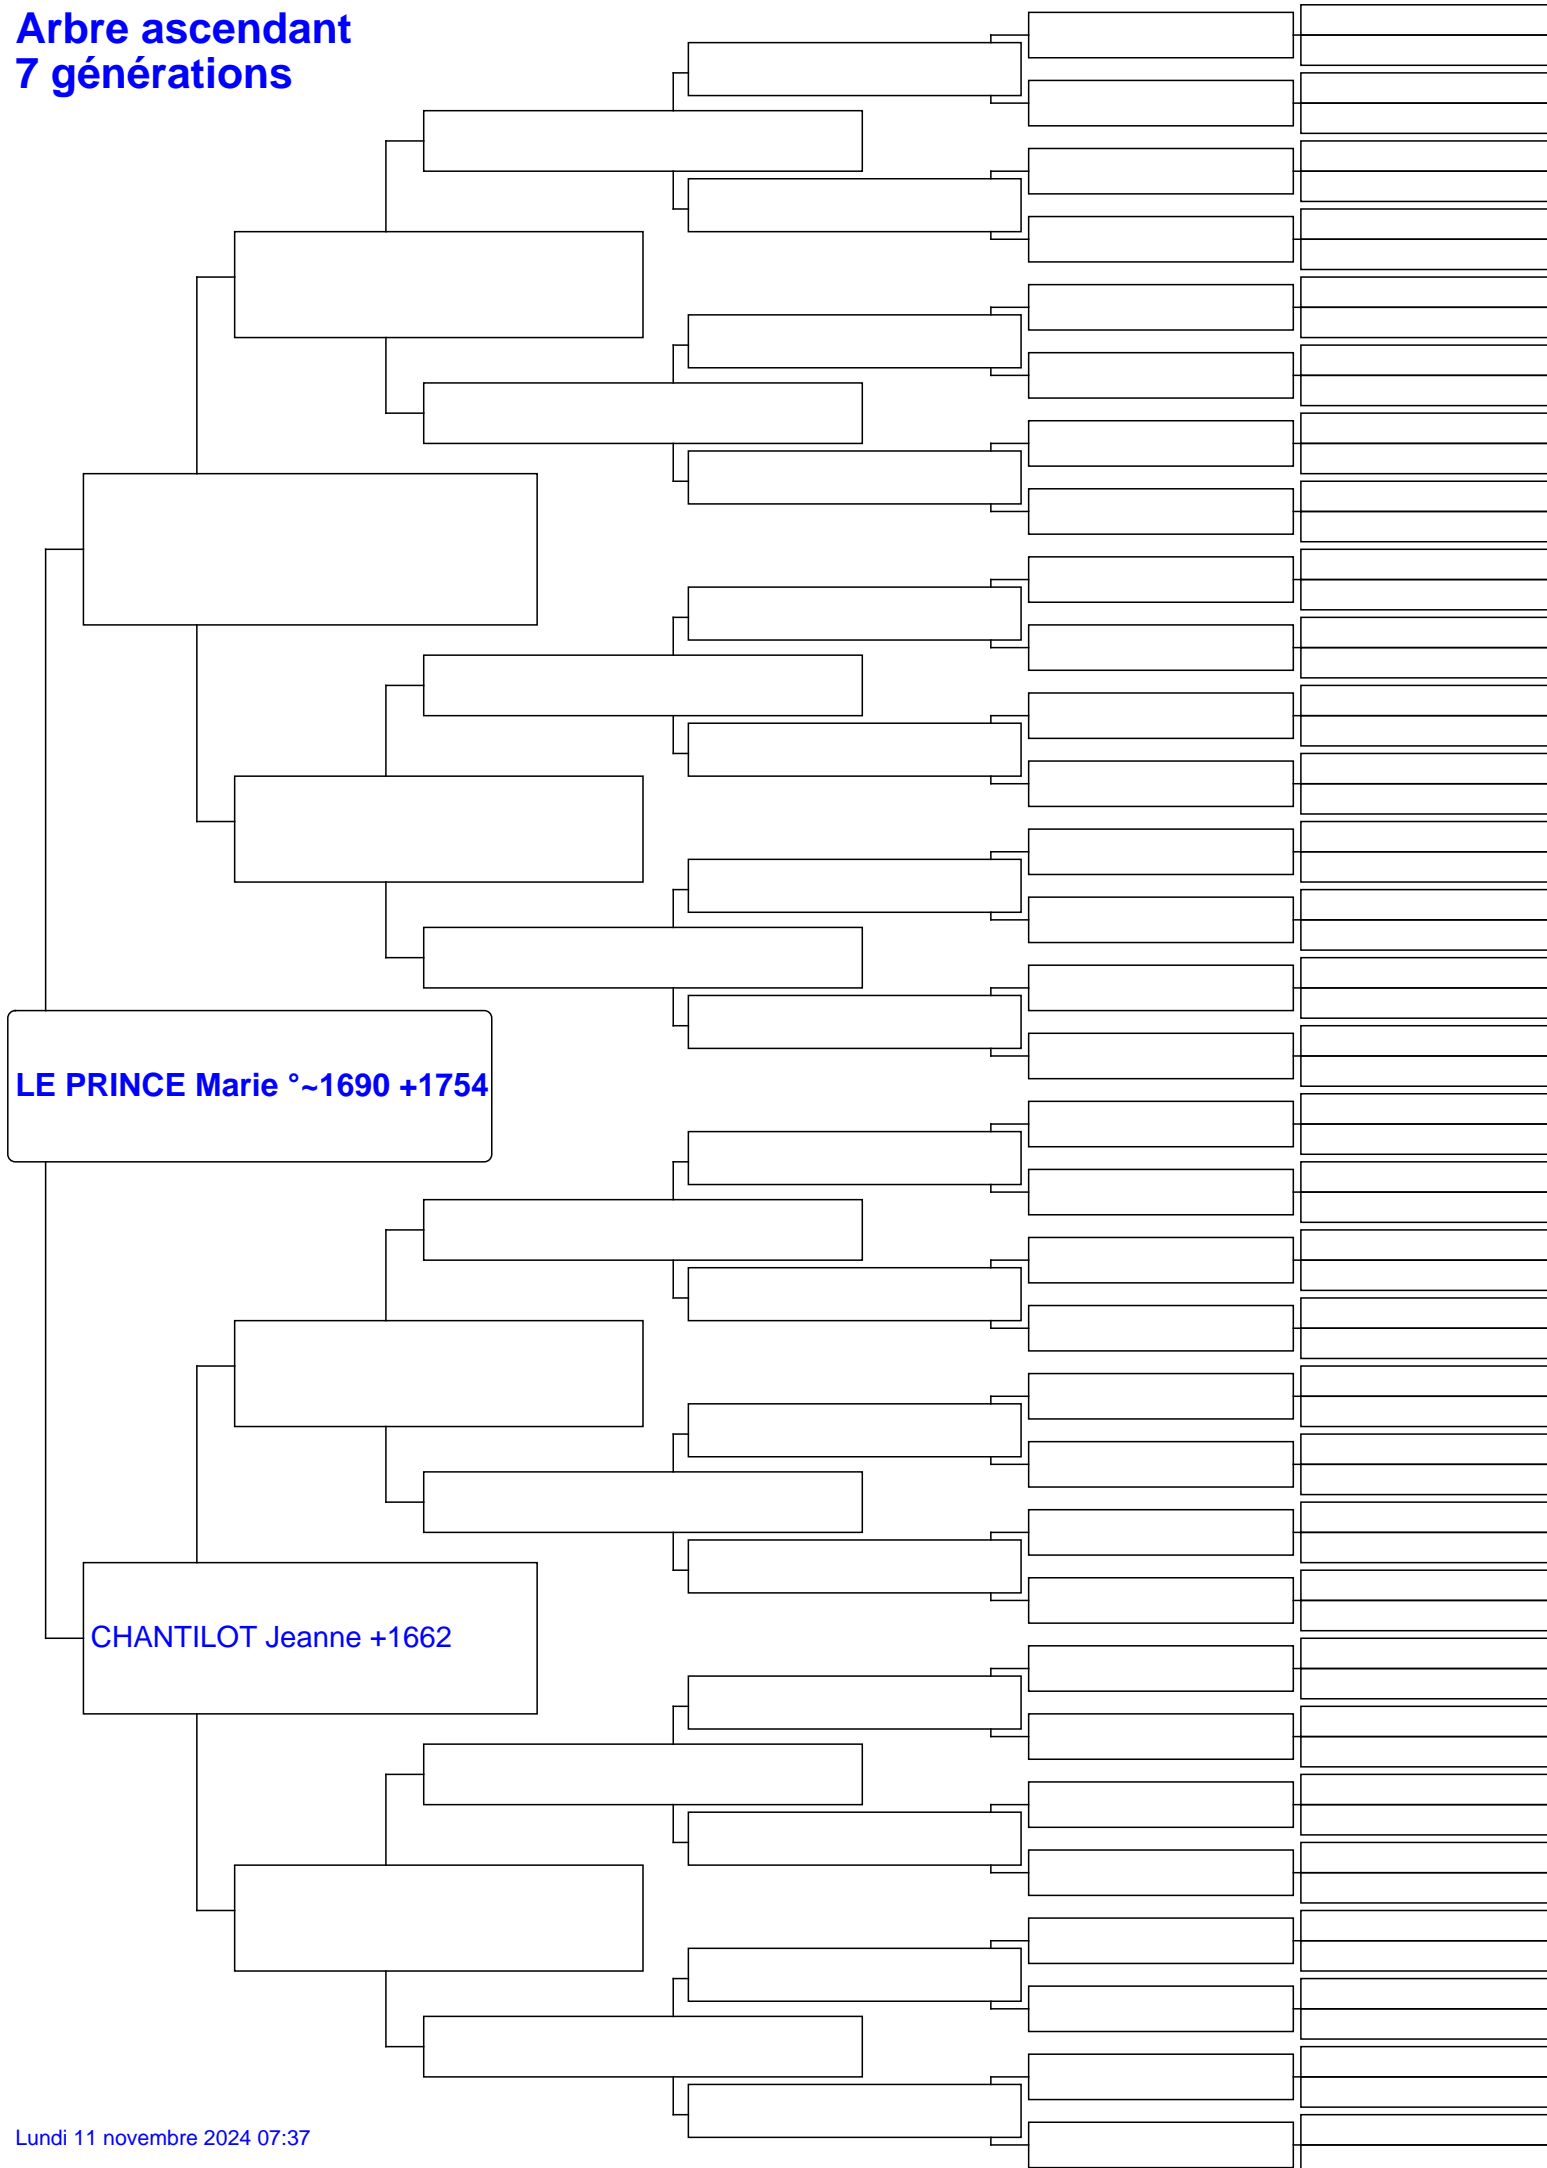 Arbre ascendant
7 générations
LE PRINCE Marie °~1690 +1754
CHANTILOT Jeanne +1662
Lundi 11 novembre 2024 07:37